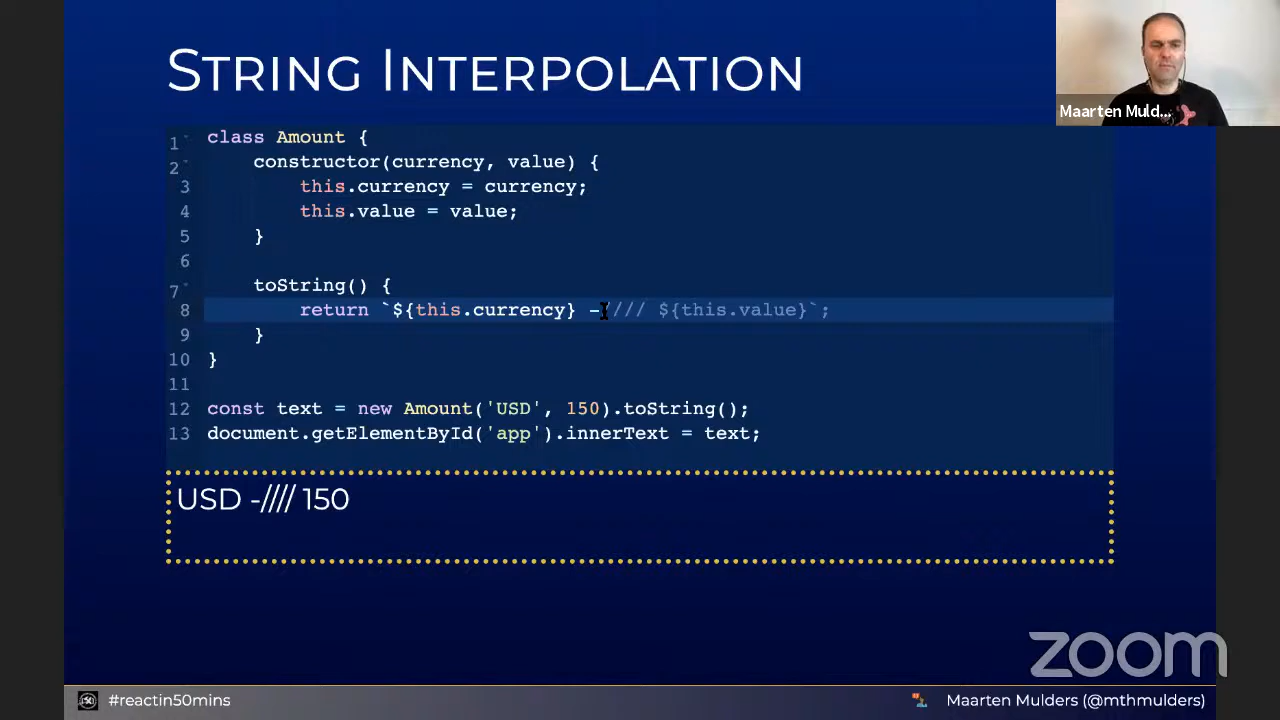 STRING INTERPOLATION
Maarten Muld...
1 class Amount {
2 constructor(currency, value) {
3 this.currency = currency;
4 this.value = value;
5 }
6
7 toString() {
8 return `${this.currency} -//// ${this.value}`;
9 }
10 }
11
12 const text = new Amount('USD', 150).toString();
13 document.getElementById('app').innerText = text;
USD -//// 150
zoom
#reactin50mins
Maarten Mulders (@mthmulders)